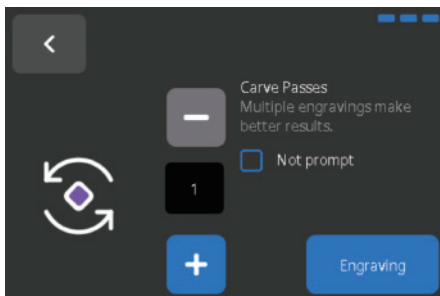 Carve Passes
Multiple engravings make
better results.
Not prompt
1
Engraving